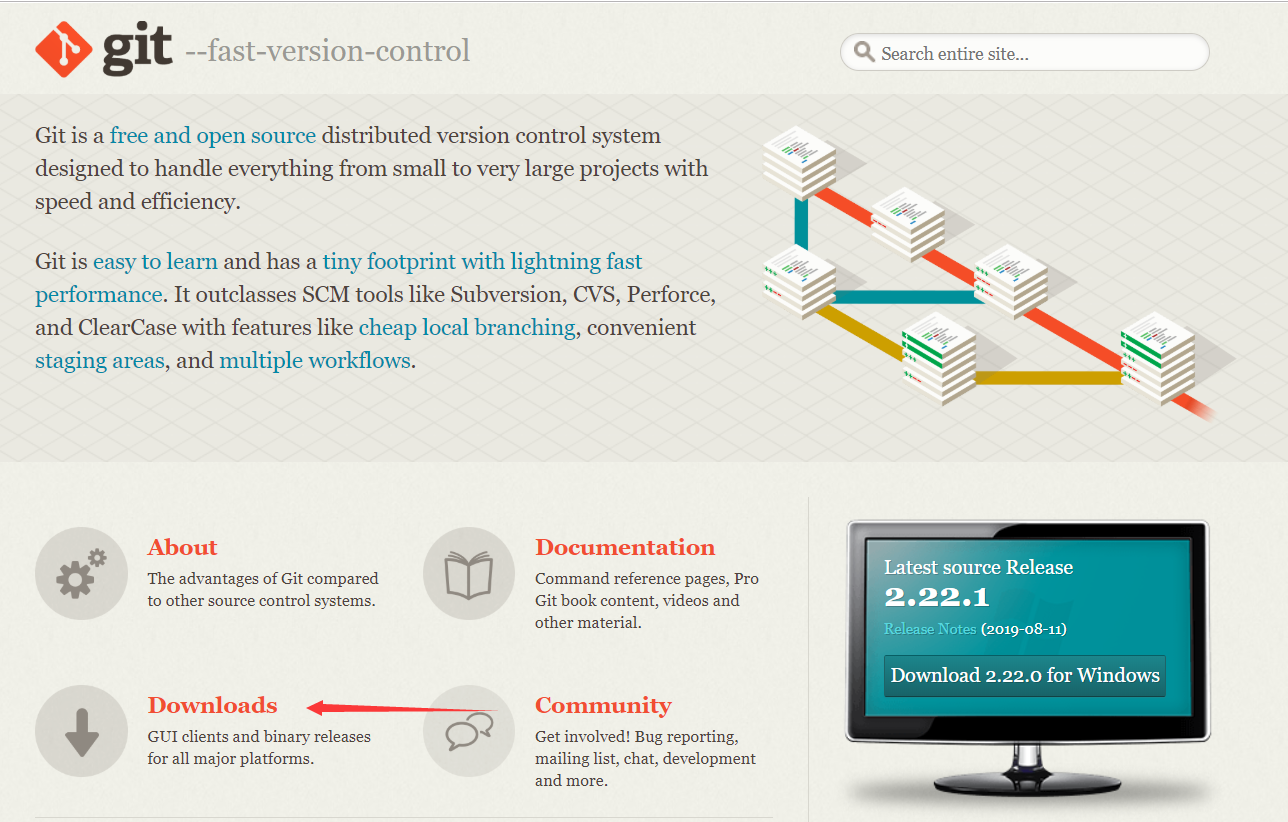 git --fast-version-control
Search entire site...
Git is a free and open source distributed version control system
designed to handle everything from small to very large projects with
speed and efficiency.
Git is easy to learn and has a tiny footprint with lightning fast
performance. It outclasses SCM tools like Subversion, CVS, Perforce,
and ClearCase with features like cheap local branching, convenient
staging areas, and multiple workflows.
About
The advantages of Git compared
to other source control systems.
Documentation
Command reference pages, Pro
Git book content, videos and
other material.
Downloads
GUI clients and binary releases
for all major platforms.
Community
Get involved! Bug reporting,
mailing list, chat, development
and more.
Latest source Release
2.22.1
Release Notes (2019-08-11)
Download 2.22.0 for Windows